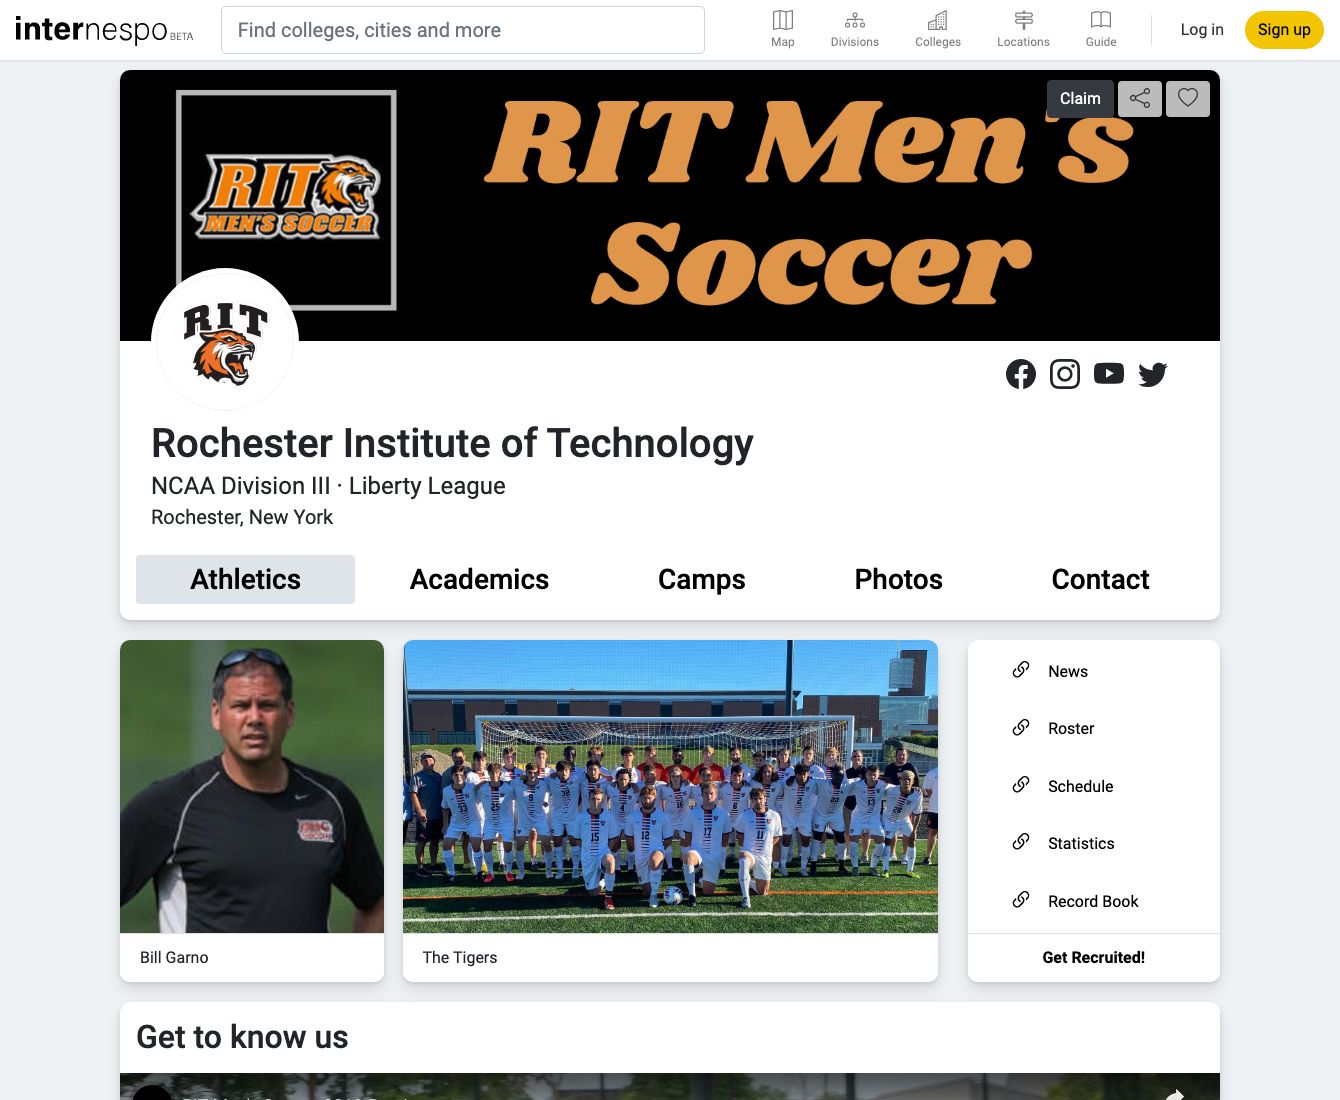 internespo BETA
Find colleges, cities and more
Map
Divisions
Colleges
Locations
Guide
Log in
Sign up
Claim
RIT Men's
Soccer
RIT
MEN'S SOCCER
RIT
Rochester Institute of Technology
NCAA Division III · Liberty League
Rochester, New York
Athletics
Academics
Camps
Photos
Contact
News
Roster
Schedule
Statistics
Record Book
Get Recruited!
Bill Garno
The Tigers
Get to know us